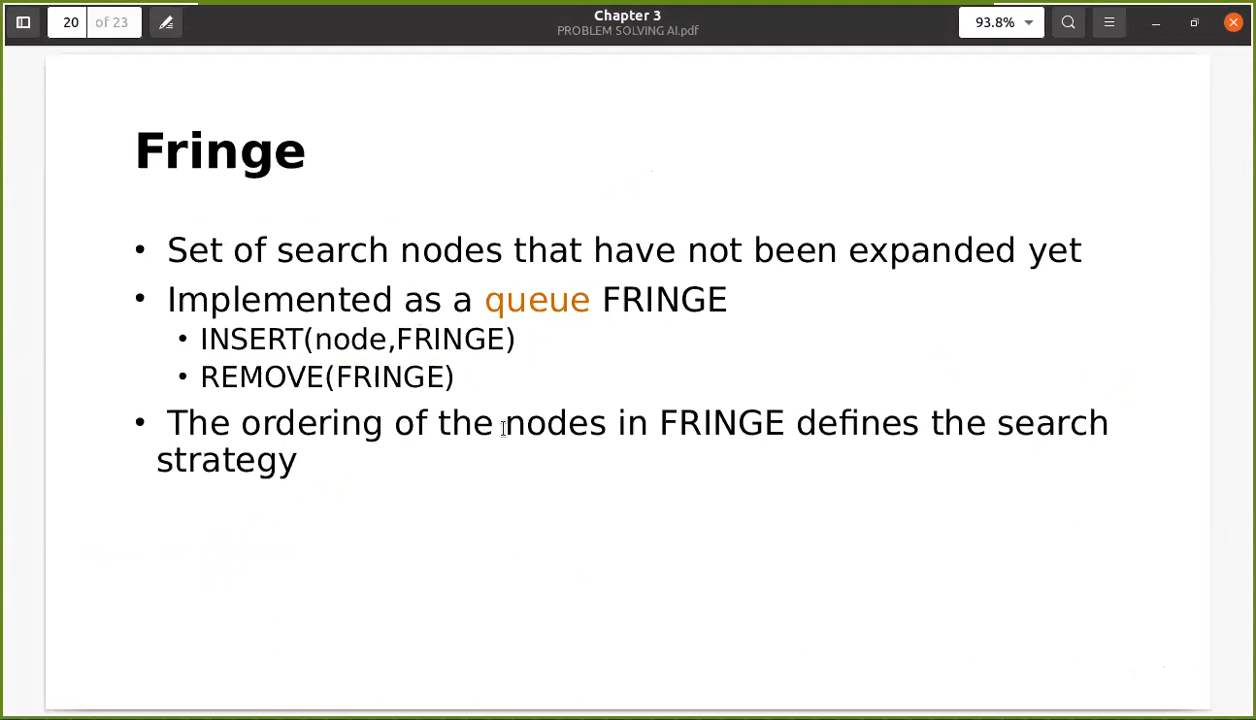 20 of 23
Chapter 3
PROBLEM SOLVING AI.pdf
93.8%
Fringe
• Set of search nodes that have not been expanded yet
• Implemented as a queue FRINGE
• INSERT(node,FRINGE)
• REMOVE(FRINGE)
• The ordering of the nodes in FRINGE defines the search
strategy